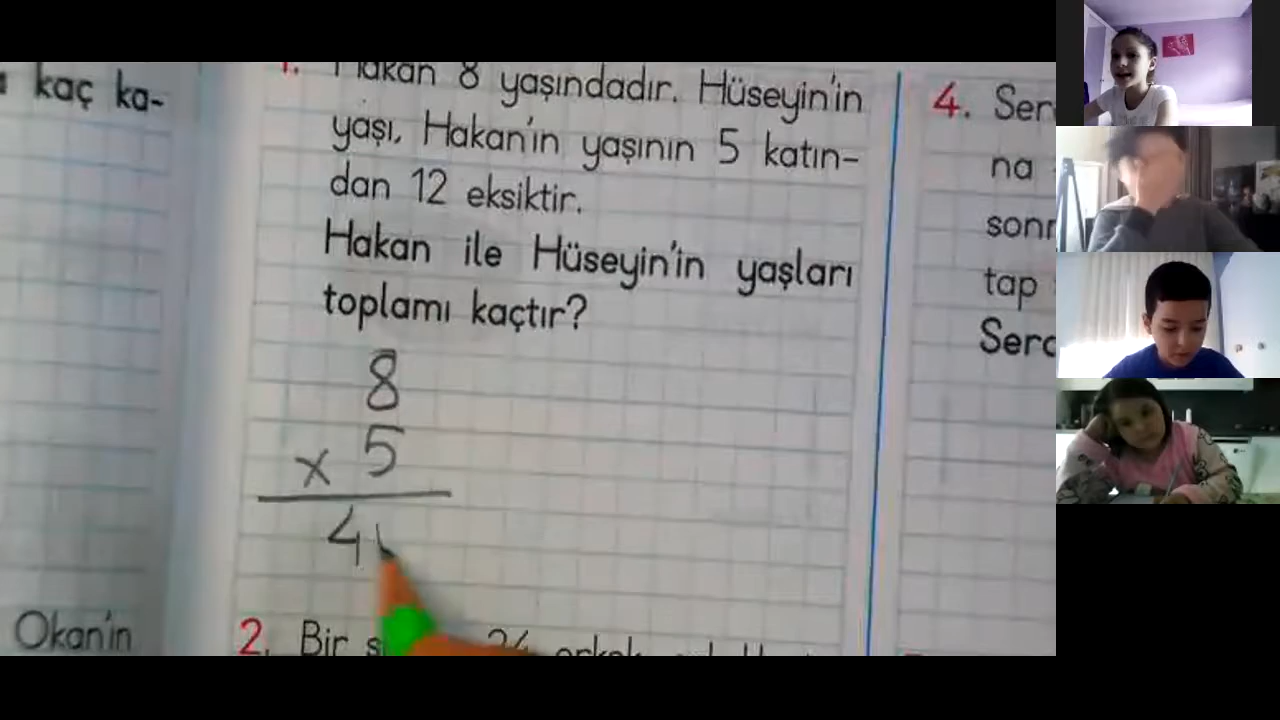 kaç ka-
Okan'ın
1. Hakan 8 yaşındadır. Hüseyin'in
yaşı, Hakan'ın yaşının 5 katın-
dan 12 eksiktir.
Hakan ile Hüseyin'in yaşları
toplamı kaçtır?
8
x 5
4
2. Bir
4. Ser
na
sonr
tap
Serc